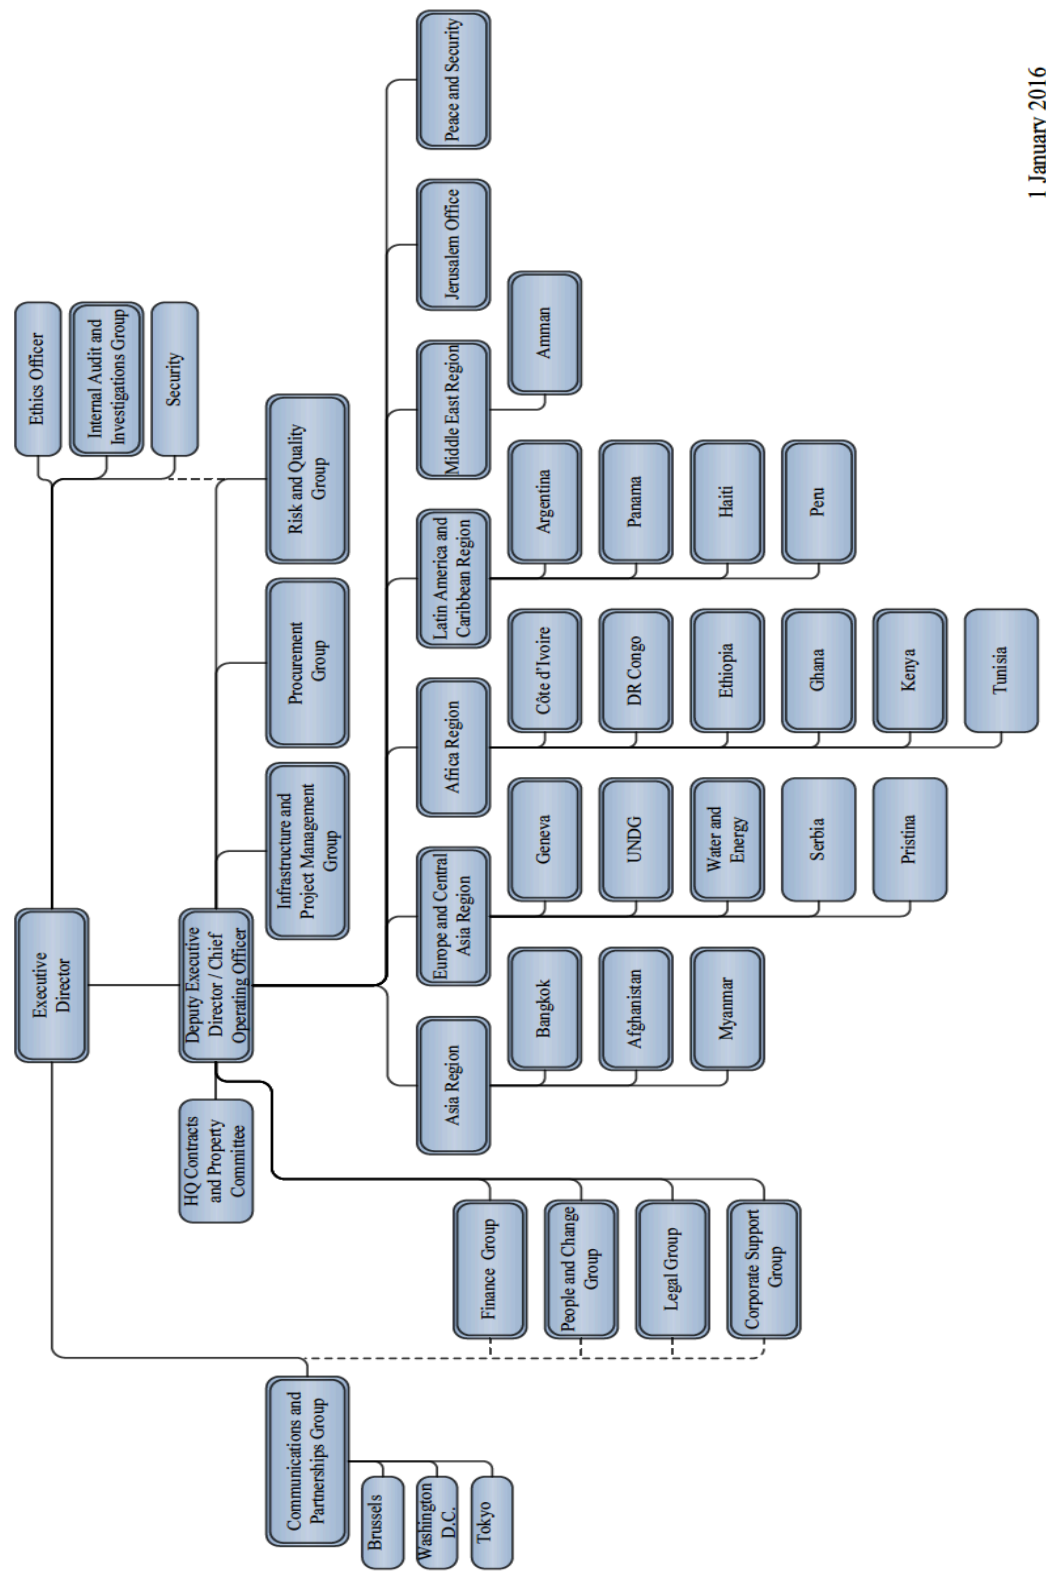 Executive
Director
Ethics Officer
Internal Audit and
Investigations Group
Security
Deputy Executive
Director / Chief
Operating Officer
HQ Contracts
and Property
Committee
Communications and
Partnerships Group
Brussels
Washington
D.C.
Tokyo
Infrastructure and
Project Management
Group
Procurement
Group
Risk and Quality
Group
Finance Group
People and Change
Group
Legal Group
Corporate Support
Group
Asia Region
Bangkok
Afghanistan
Myanmar
Europe and Central
Asia Region
Geneva
UNDG
Water and
Energy
Serbia
Pristina
Africa Region
Côte d’Ivoire
DR Congo
Ethiopia
Ghana
Kenya
Tunisia
Latin America and
Caribbean Region
Argentina
Panama
Haiti
Peru
Middle East Region
Amman
Jerusalem Office
Peace and Security
1 January 2016